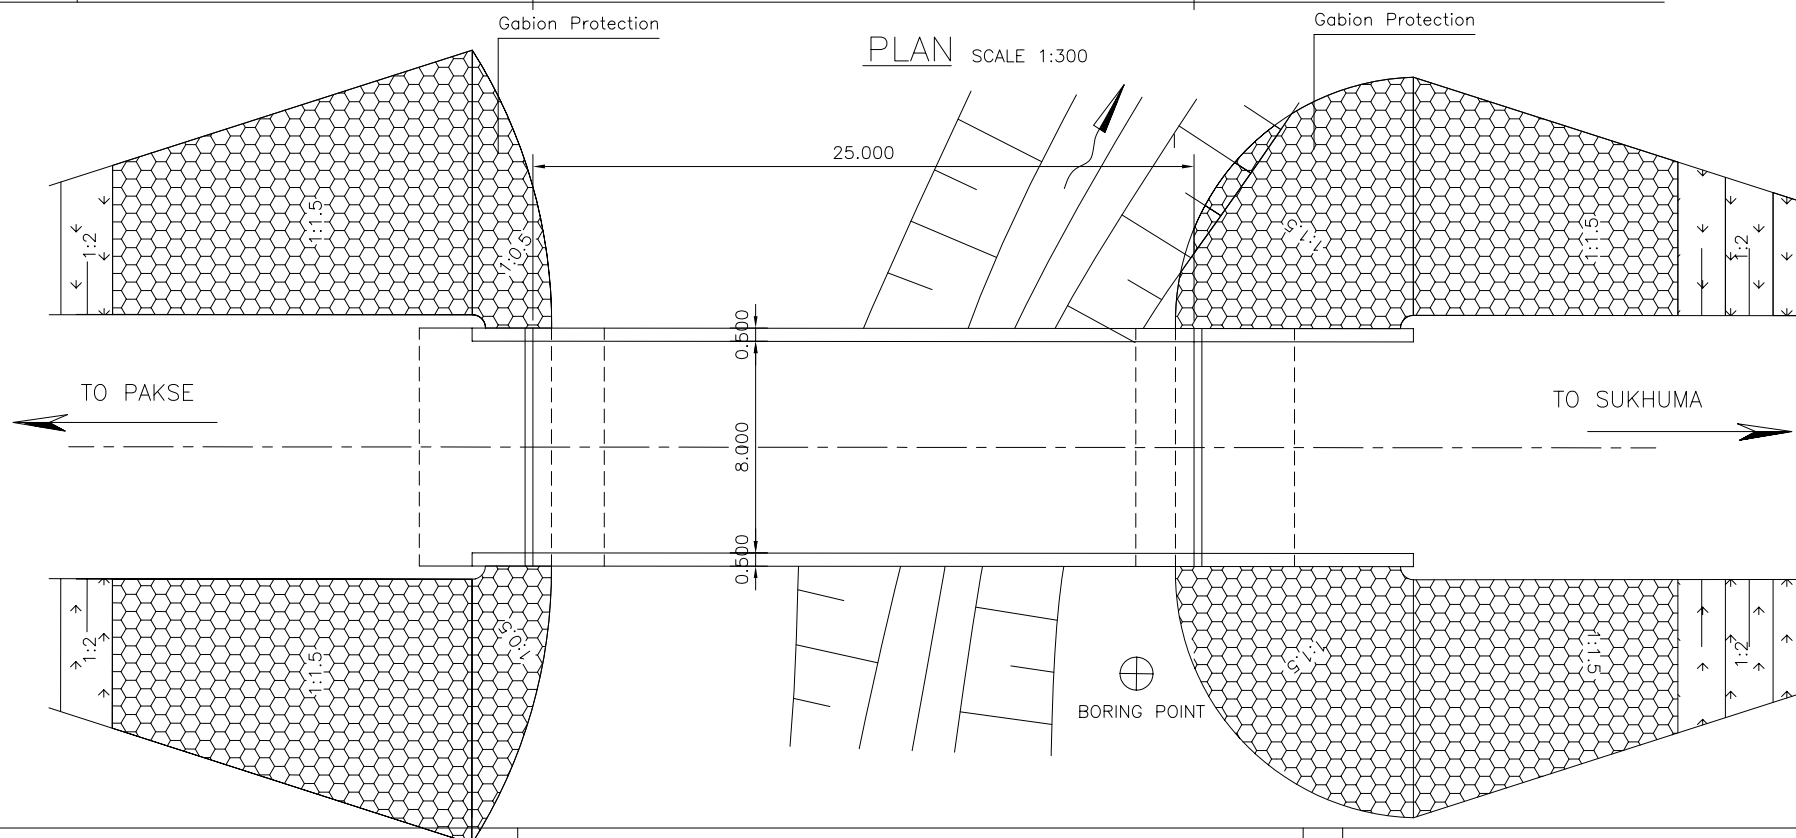 Gabion Protection
Gabion Protection
PLAN SCALE 1:300
25.000
1:2
1:1.5
1:0.5
1:1.5
1:1.5
1:2
0.500
TO PAKSE
TO SUKHUMA
8.000
0.500
1:2
1:1.5
1:0.5
1:1.5
1:1.5
1:2
BORING POINT